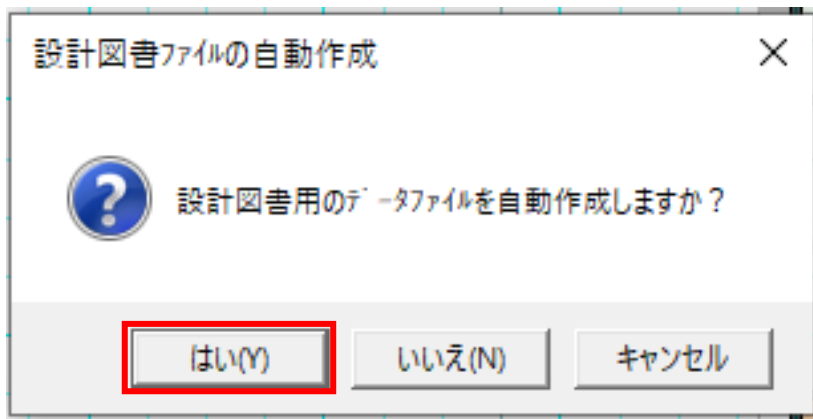 設計図書ﾌｧｲﾙの自動作成
設計図書用のﾃﾞｰﾀﾌｧｲﾙを自動作成しますか？
はい(Y) いいえ(N) キャンセル